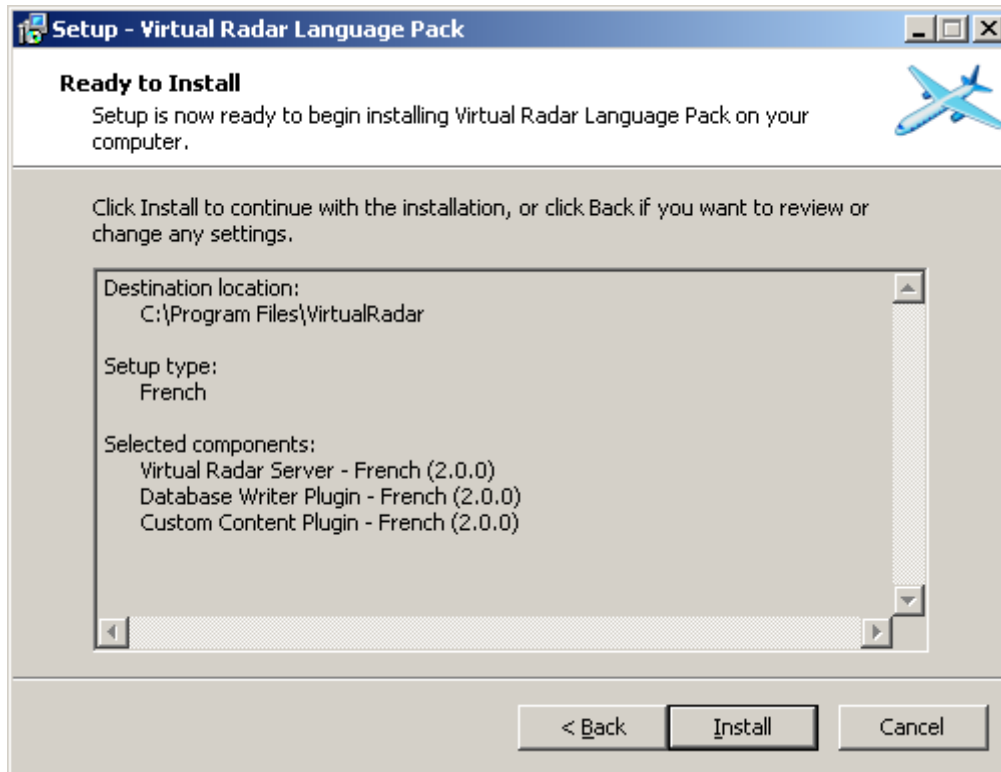 Setup - Virtual Radar Language Pack
Ready to Install
Setup is now ready to begin installing Virtual Radar Language Pack on your
computer.
Click Install to continue with the installation, or click Back if you want to review or
change any settings.
Destination location:
C:\Program Files\VirtualRadar
Setup type:
French
Selected components:
Virtual Radar Server - French (2.0.0)
Database Writer Plugin - French (2.0.0)
Custom Content Plugin - French (2.0.0)
< Back Install Cancel